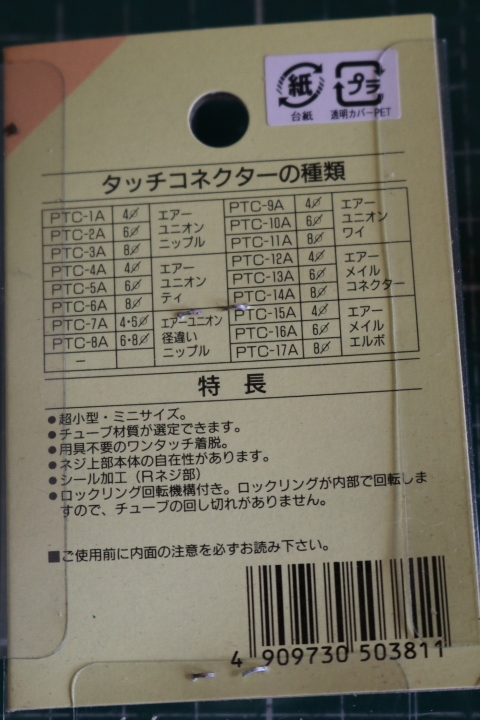 紙
プラ
台紙
透明カバーPET
タッチコネクターの種類
PTC-1A 4∅ エアー
PTC-2A 6∅ ユニオン
PTC-3A 8∅ ニップル
PTC-4A 4∅ エアー
PTC-5A 6∅ ユニオン
PTC-6A 8∅ ティ
PTC-7A 4·6∅ エアーユニオン
PTC-8A 6·8∅ 径違い
− ニップル
PTC-9A 4∅ エアー
PTC-10A 6∅ ユニオン
PTC-11A 8∅ ワイ
PTC-12A 4∅ エアー
PTC-13A 6∅ メイル
PTC-14A 8∅ コネクター
PTC-15A 4∅ エアー
PTC-16A 6∅ メイル
PTC-17A 8∅ エルボ
特 長
●超小型・ミニサイズ。
●チューブ材質が選定できます。
●用具不要のワンタッチ着脱。
●ネジ上部本体の自在性があります。
●シール加工（Rネジ部）
●ロックリング回転機構付き。ロックリングが内部で回転しま
すので、チューブの回し切れがありません。
■ご使用前に内面の注意を必ずお読み下さい。
4 909730 503811